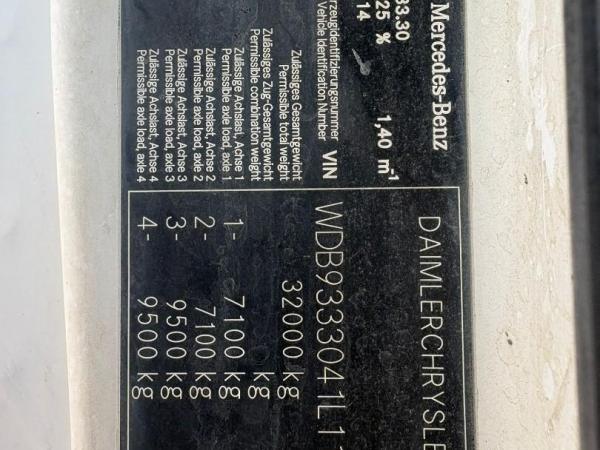 Mercedes-Benz
33.30
25 % 1,40 m⁻¹
14
DAIMLERCHRYSLE
rzeugidentifizierungsnummer
Vehicle Identification Number VIN WDB933304 1L1
Zulässiges Gesamtgewicht
Permissible total weight 32000 kg
Zulässiges Zug-Gesamtgewicht
Permissible combination weight kg
Zulässige Achslast, Achse 1
Permissible axle load, axle 1 1- 7100 kg
Zulässige Achslast, Achse 2
Permissible axle load, axle 2 2- 7100 kg
Zulässige Achslast, Achse 3
Permissible axle load, axle 3 3- 9500 kg
Zulässige Achslast, Achse 4
Permissible axle load, axle 4 4- 9500 kg